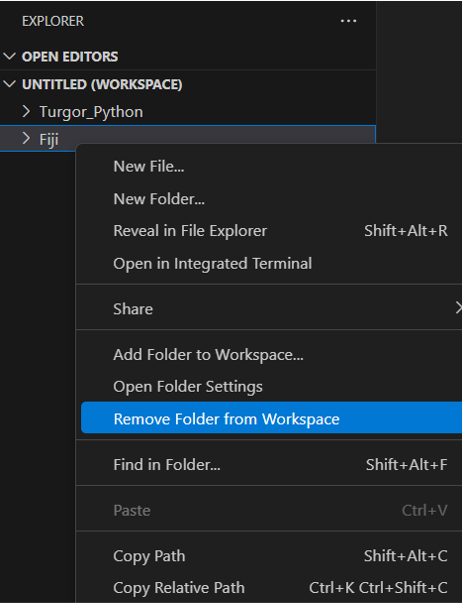 EXPLORER
OPEN EDITORS
UNTITLED (WORKSPACE)
Turgor_Python
Fiji
New File...
New Folder...
Reveal in File Explorer Shift+Alt+R
Open in Integrated Terminal
Share
Add Folder to Workspace...
Open Folder Settings
Remove Folder from Workspace
Find in Folder... Shift+Alt+F
Paste Ctrl+V
Copy Path Shift+Alt+C
Copy Relative Path Ctrl+K Ctrl+Shift+C